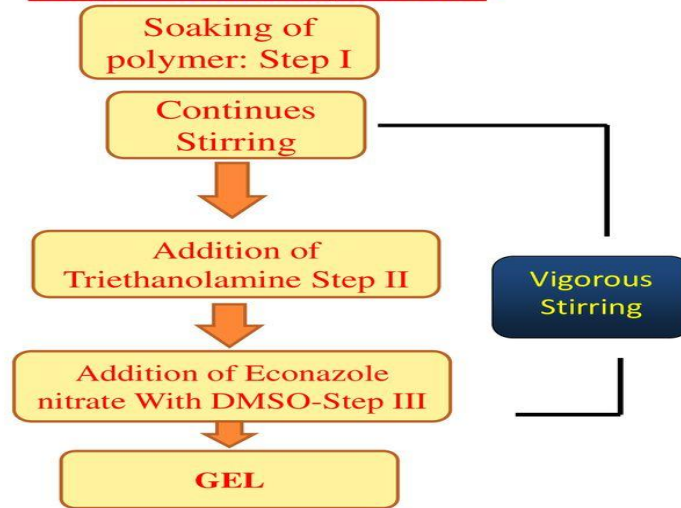 Soaking of
polymer: Step I
Continues
Stirring
Addition of
Triethanolamine Step II
Vigorous
Stirring
Addition of Econazole
nitrate With DMSO-Step III
GEL